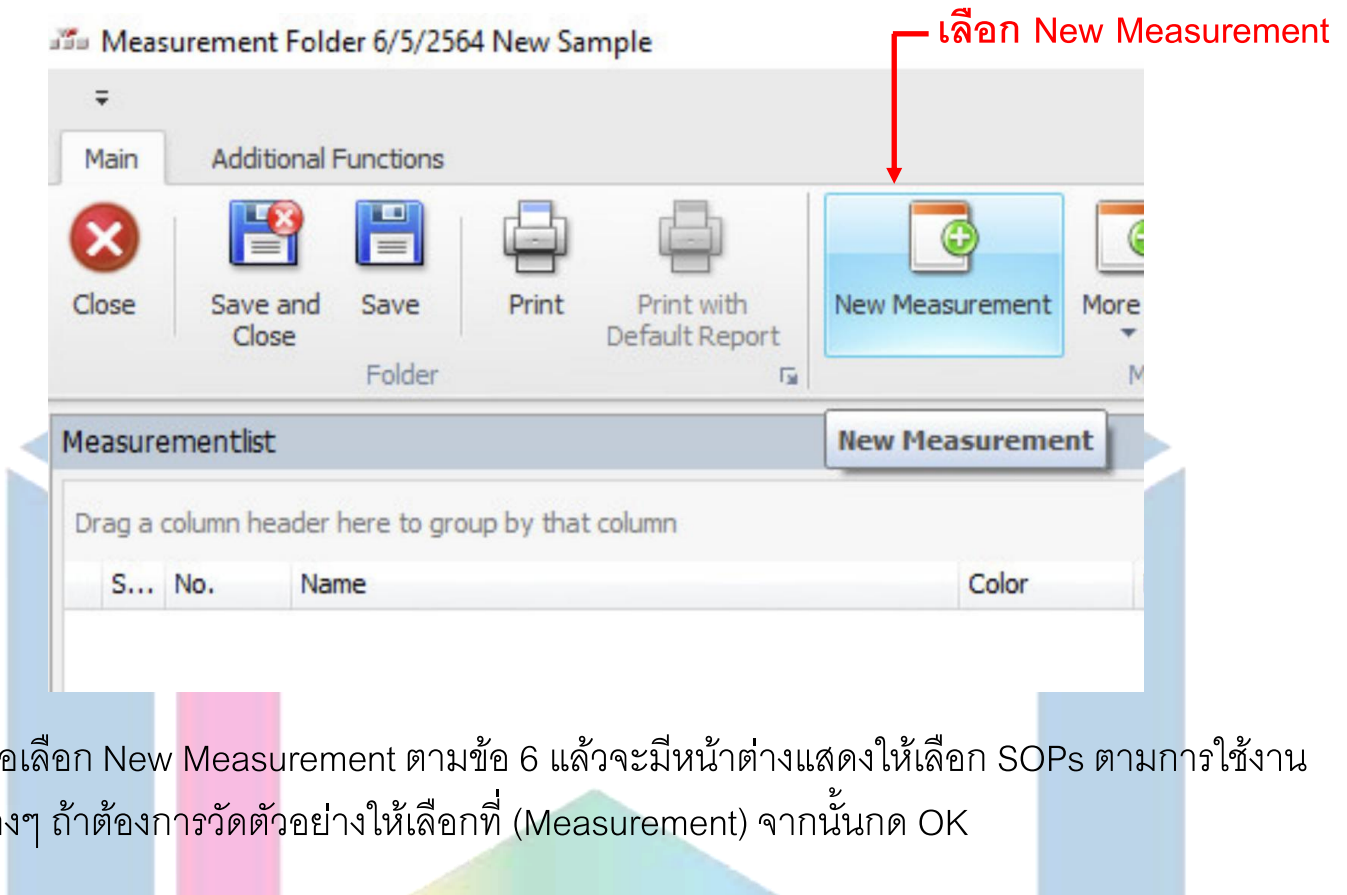 เลือก New Measurement
Measurement Folder 6/5/2564 New Sample
Main Additional Functions
Close Save and Close Save Print Print with Default Report New Measurement More
Folder
Measurementlist New Measurement
Drag a column header here to group by that column
S... No. Name Color
เลือก New Measurement ตามข้อ 6 แล้วจะมีหน้าต่างแสดงให้เลือก SOPs ตามการใช้งาน
ถ้าต้องการวัดตัวอย่างให้เลือกที่ (Measurement) จากนั้นกด OK